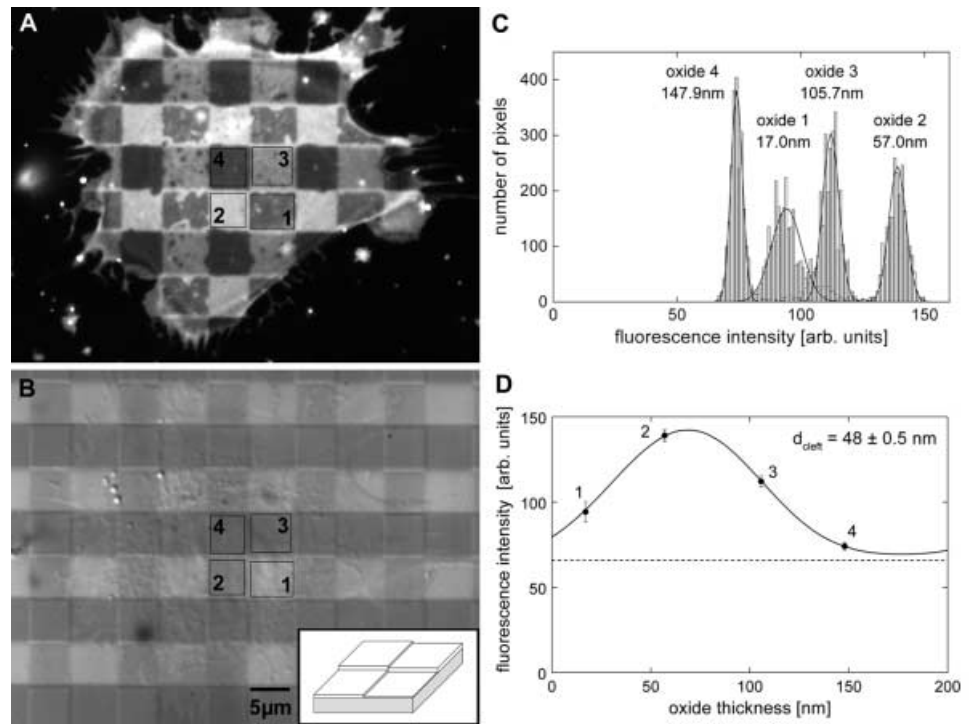 A
4
3
2
1
B
4
3
2
1
5μm
C
oxide 4
147.9nm
oxide 1
17.0nm
oxide 3
105.7nm
oxide 2
57.0nm
number of pixels
400
300
200
100
0
0
50
100
150
fluorescence intensity [arb. units]
D
d_cleft = 48 ± 0.5 nm
fluorescence intensity [arb. units]
150
100
50
0
1
2
3
4
0
50
100
150
200
oxide thickness [nm]